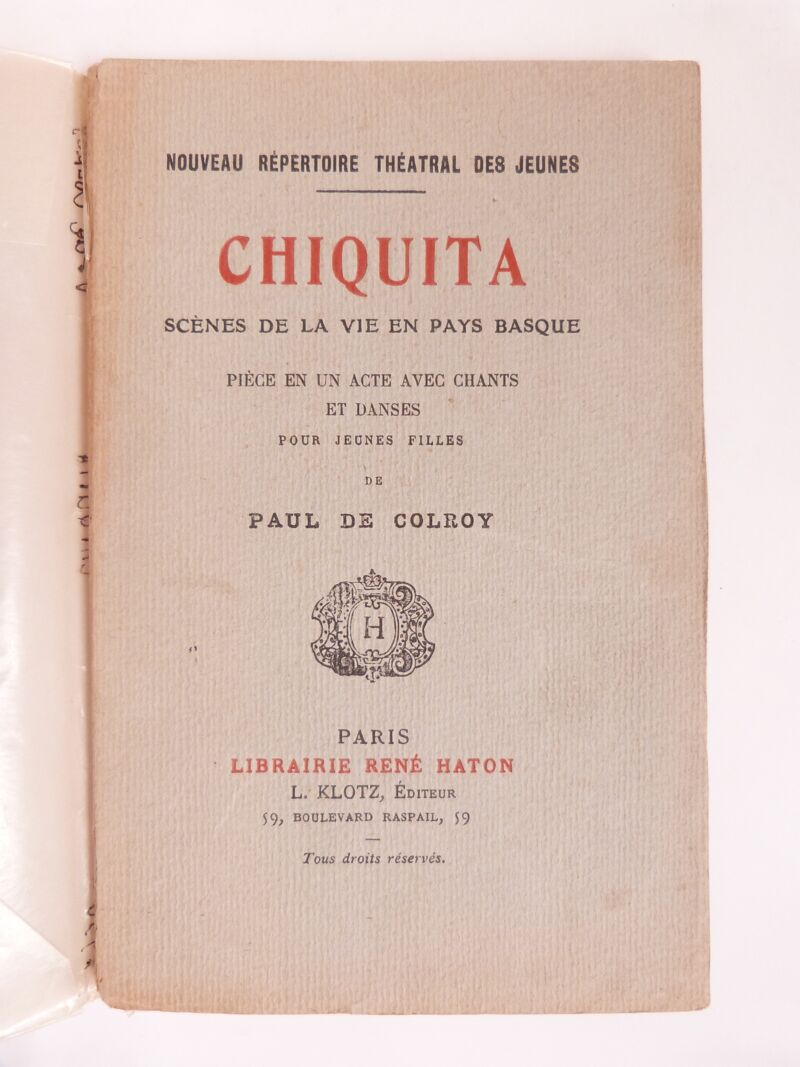 NOUVEAU RÉPERTOIRE THÉATRAL DES JEUNES
CHIQUITA
SCÈNES DE LA VIE EN PAYS BASQUE
PIÈCE EN UN ACTE AVEC CHANTS
ET DANSES
POUR JEUNES FILLES
DE
PAUL DE COLROY
H
PARIS
LIBRAIRIE RENÉ HATON
L. KLOTZ, ÉDITEUR
59, BOULEVARD RASPAIL, 59
Tous droits réservés.